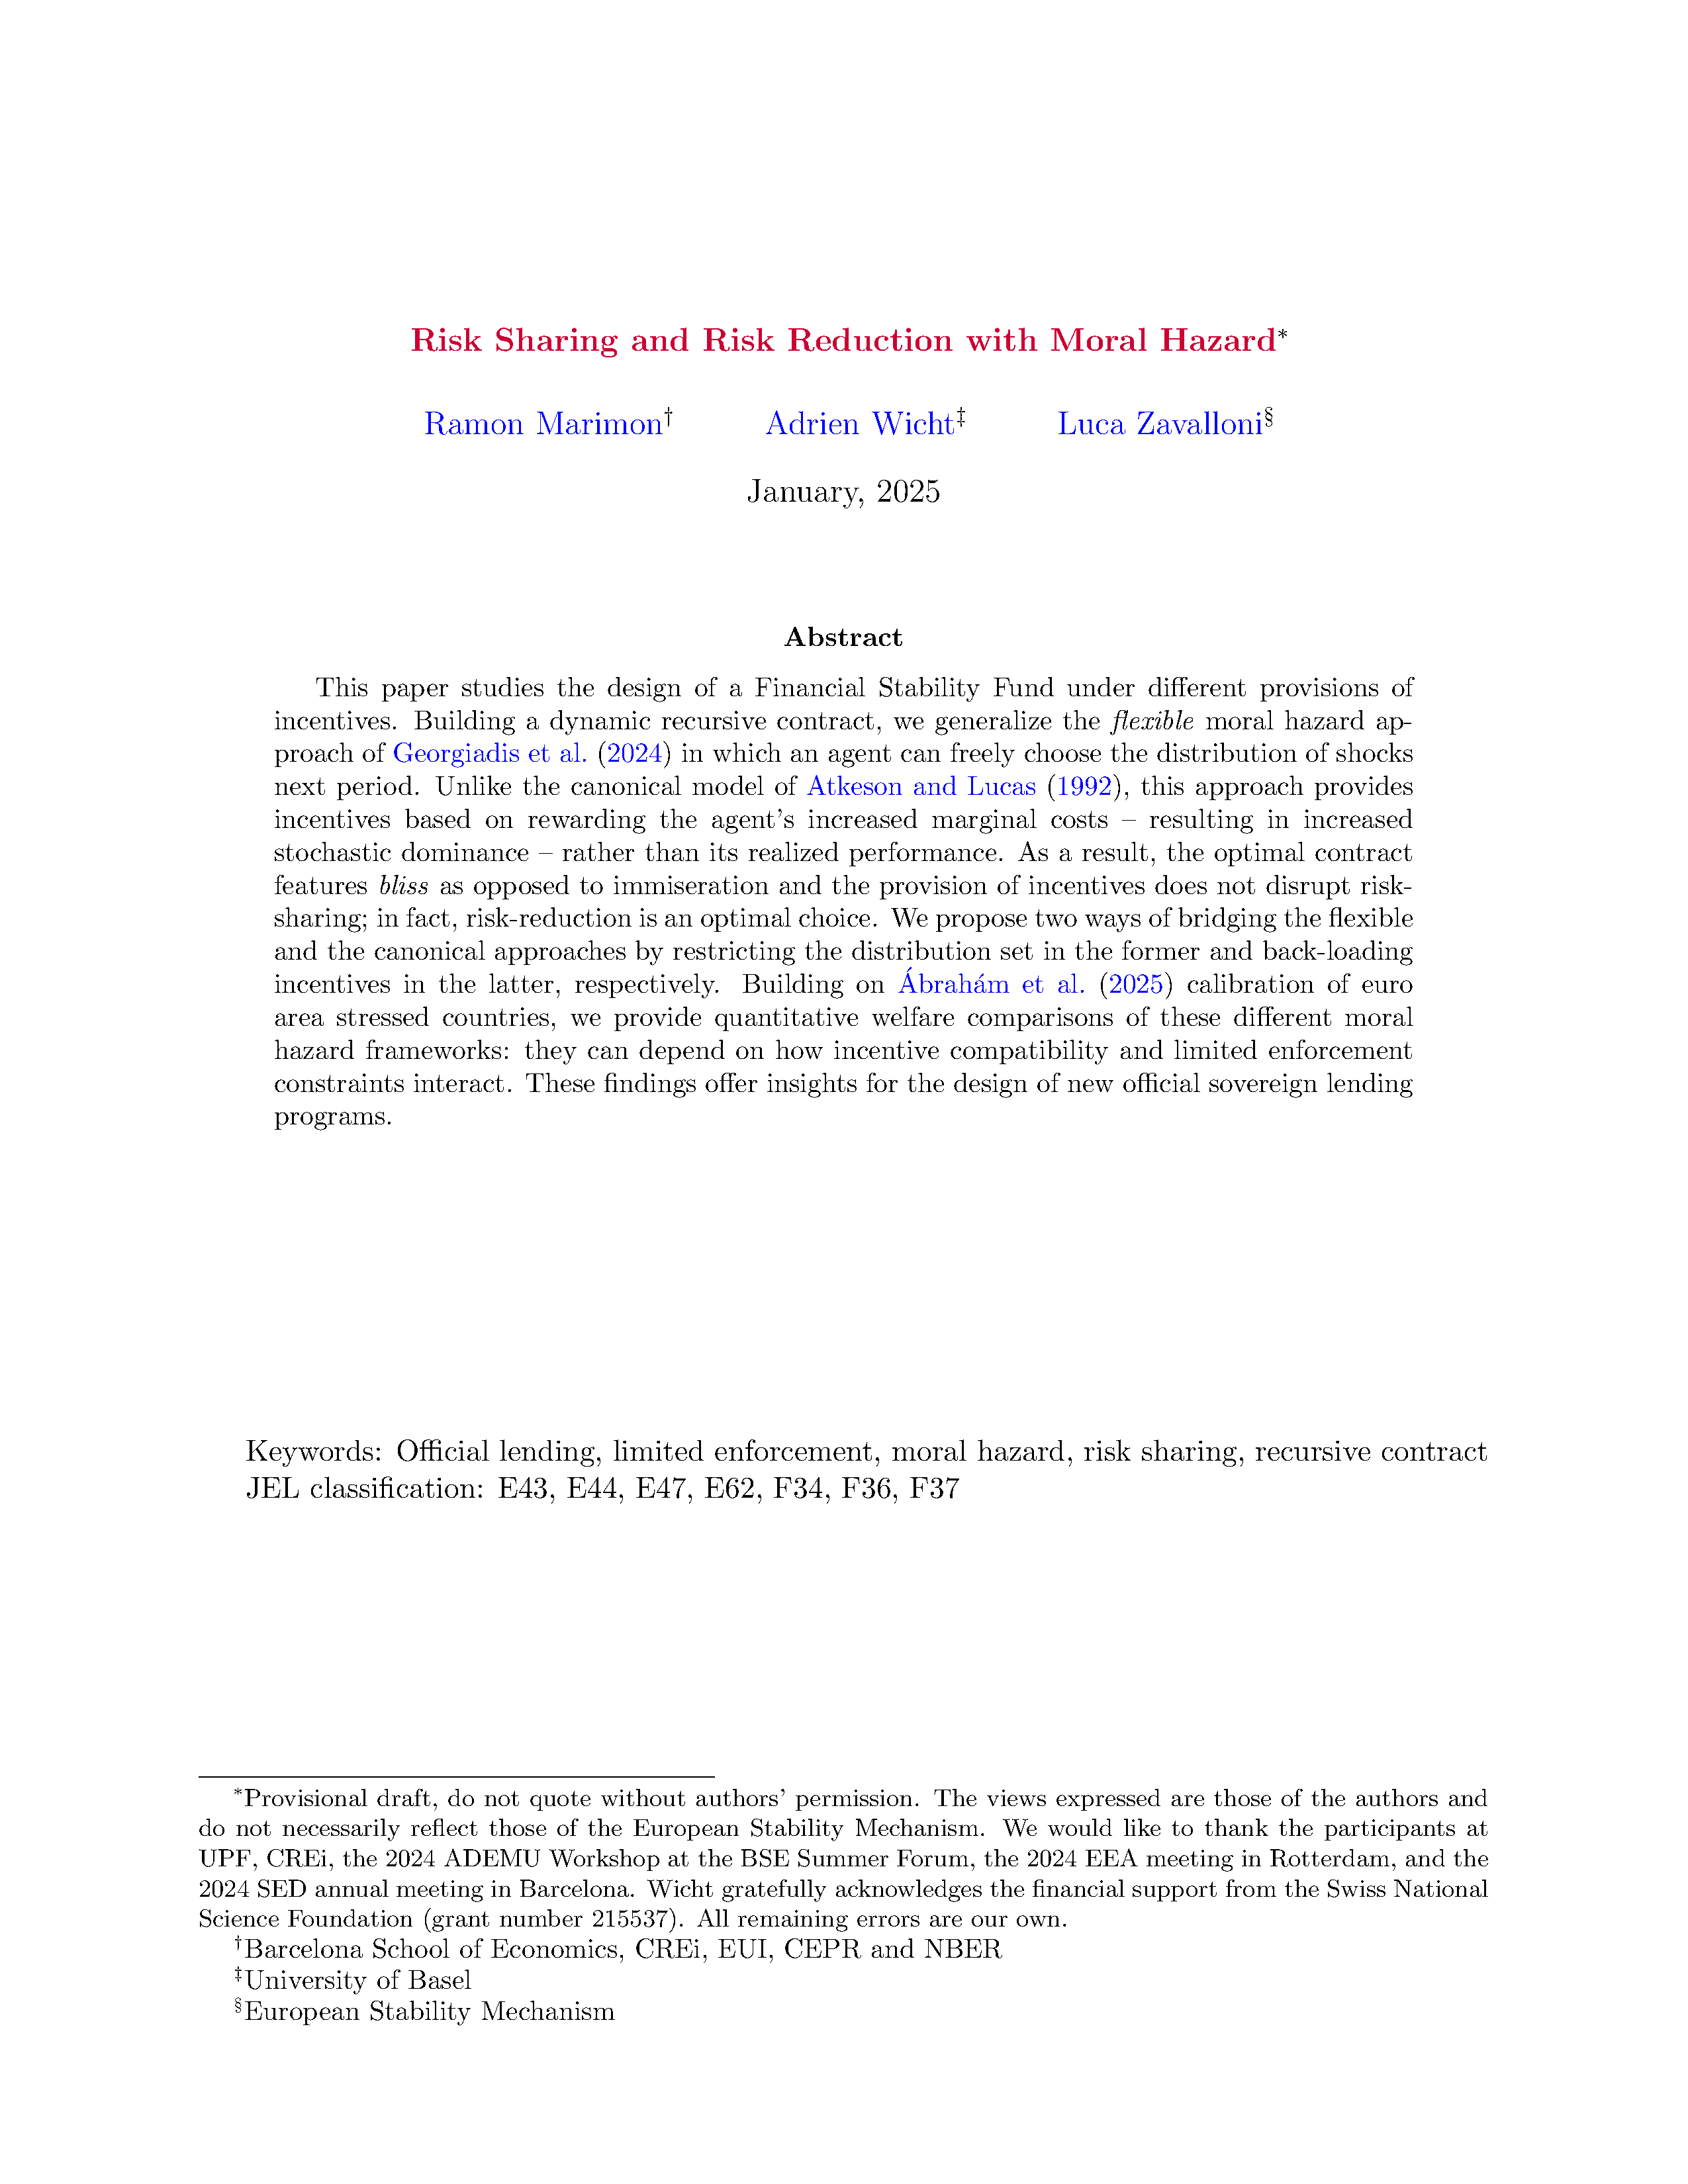 Risk Sharing and Risk Reduction with Moral Hazard*
Ramon Marimon† Adrien Wicht‡ Luca Zavalloni§
January, 2025
Abstract
This paper studies the design of a Financial Stability Fund under different provisions of
incentives. Building a dynamic recursive contract, we generalize the flexible moral hazard ap-
proach of Georgiadis et al. (2024) in which an agent can freely choose the distribution of shocks
next period. Unlike the canonical model of Atkeson and Lucas (1992), this approach provides
incentives based on rewarding the agent's increased marginal costs – resulting in increased
stochastic dominance – rather than its realized performance. As a result, the optimal contract
features bliss as opposed to immiseration and the provision of incentives does not disrupt risk-
sharing; in fact, risk-reduction is an optimal choice. We propose two ways of bridging the flexible
and the canonical approaches by restricting the distribution set in the former and back-loading
incentives in the latter, respectively. Building on Ábrahám et al. (2025) calibration of euro
area stressed countries, we provide quantitative welfare comparisons of these different moral
hazard frameworks: they can depend on how incentive compatibility and limited enforcement
constraints interact. These findings offer insights for the design of new official sovereign lending
programs.
Keywords: Official lending, limited enforcement, moral hazard, risk sharing, recursive contract
JEL classification: E43, E44, E47, E62, F34, F36, F37
*Provisional draft, do not quote without authors' permission. The views expressed are those of the authors and
do not necessarily reflect those of the European Stability Mechanism. We would like to thank the participants at
UPF, CREi, the 2024 ADEMU Workshop at the BSE Summer Forum, the 2024 EEA meeting in Rotterdam, and the
2024 SED annual meeting in Barcelona. Wicht gratefully acknowledges the financial support from the Swiss National
Science Foundation (grant number 215537). All remaining errors are our own.
†Barcelona School of Economics, CREi, EUI, CEPR and NBER
‡University of Basel
§European Stability Mechanism